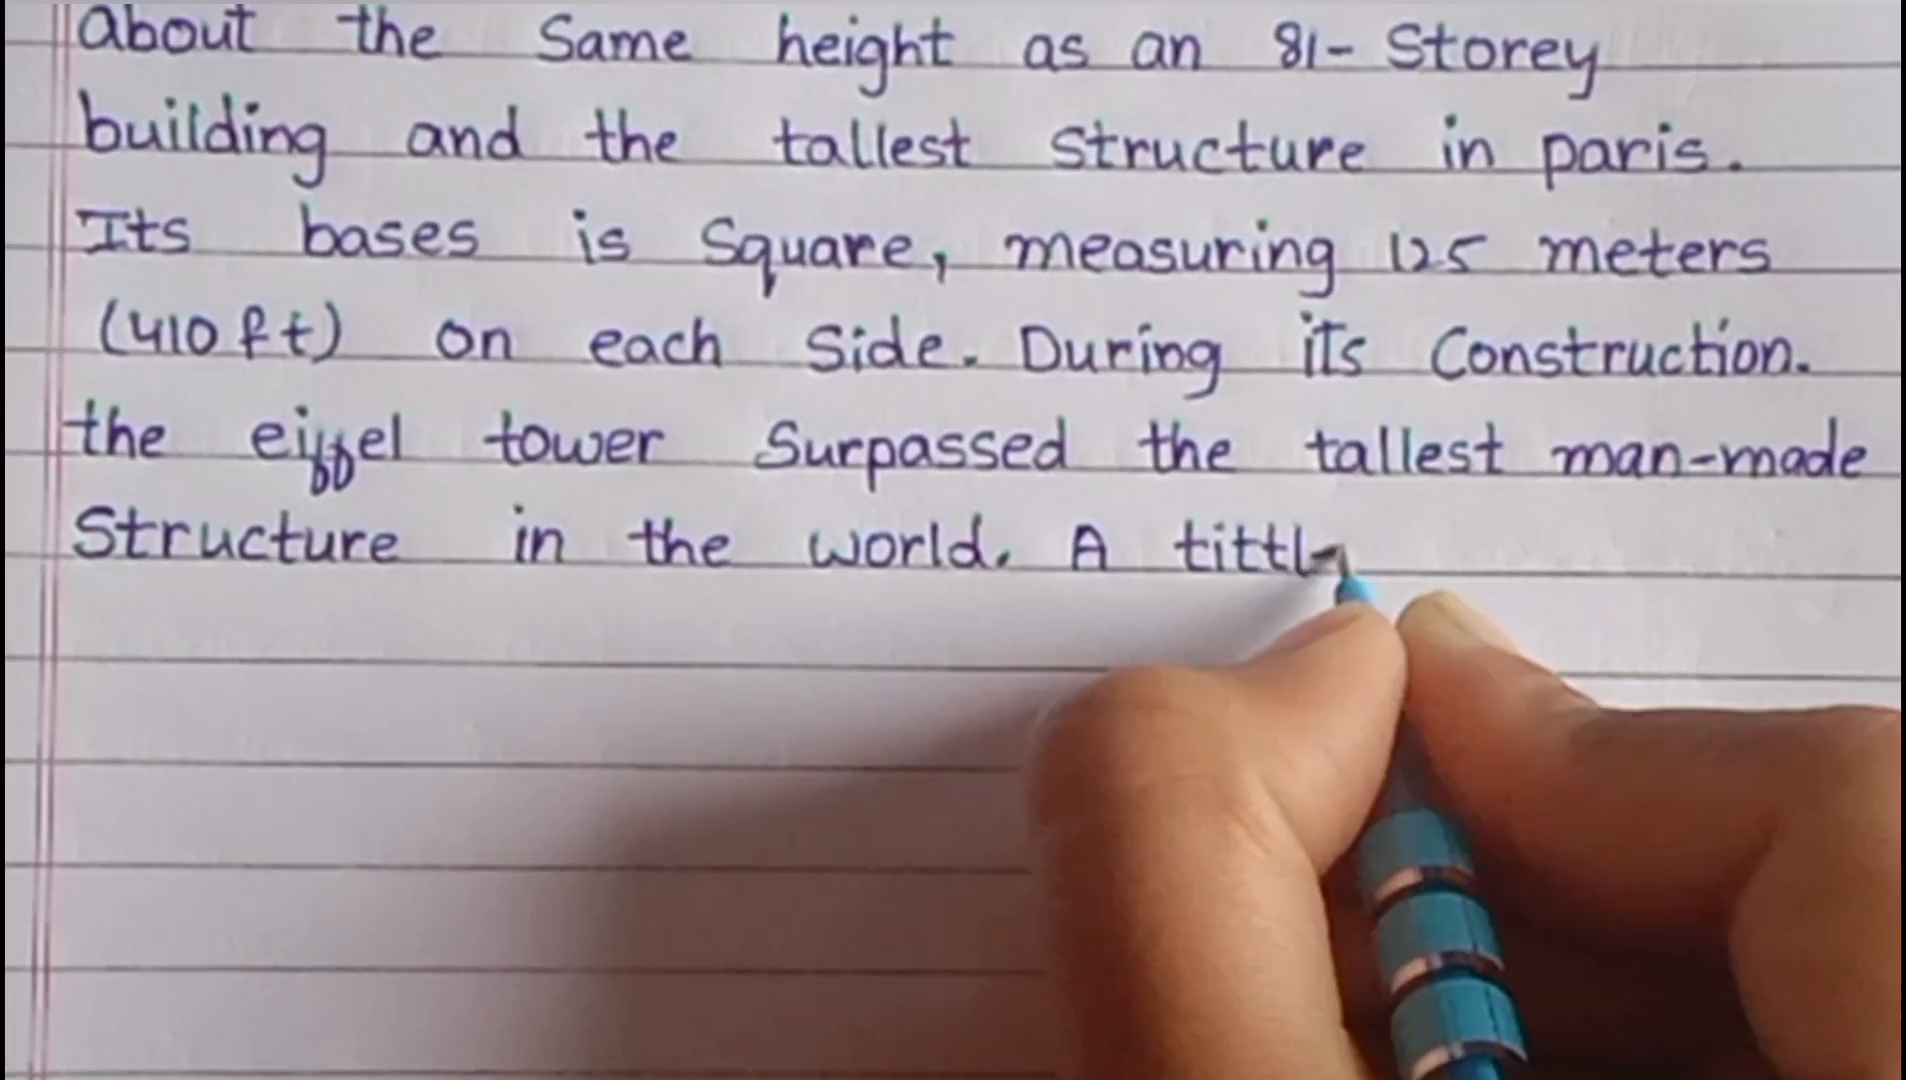 about the Same height as an 81- Storey
building and the tallest structure in paris.
Its bases is Square, measuring 125 meters
(410 ft) on each Side. During its Construction.
the eiffel tower Surpassed the tallest man-made
Structure in the world. A tittl